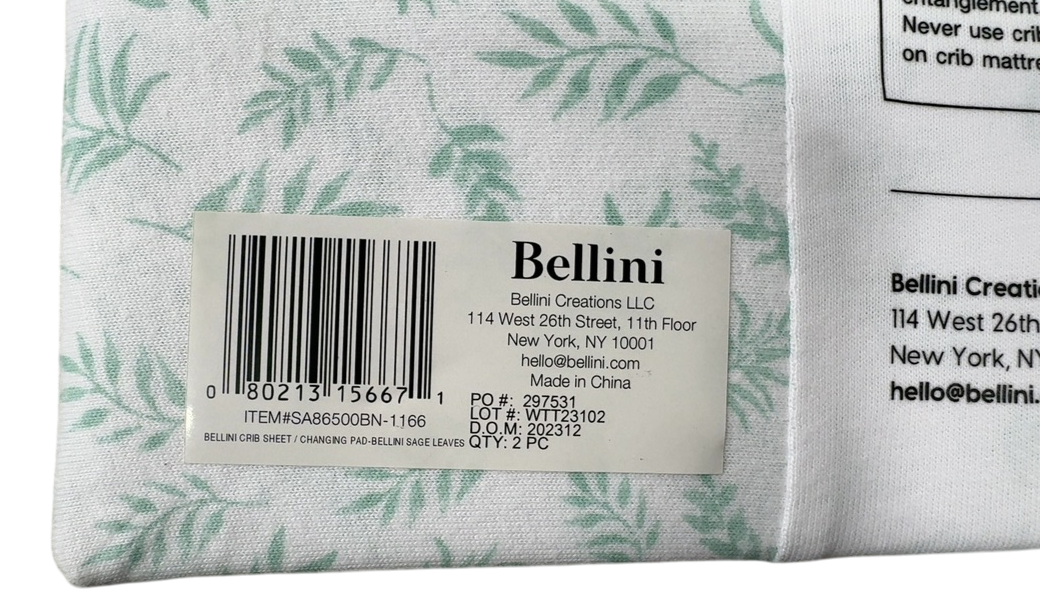 0 80213 15667 1
ITEM#SA86500BN-1166
BELLINI CRIB SHEET / CHANGING PAD-BELLINI SAGE LEAVES
Bellini
Bellini Creations LLC
114 West 26th Street, 11th Floor
New York, NY 10001
hello@bellini.com
Made in China
PO #: 297531
LOT #: WTT23102
D.O.M: 202312
QTY: 2 PC
entanglement
Never use crib
on crib mattre
Bellini Creatio
114 West 26th
New York, NY
hello@bellini.